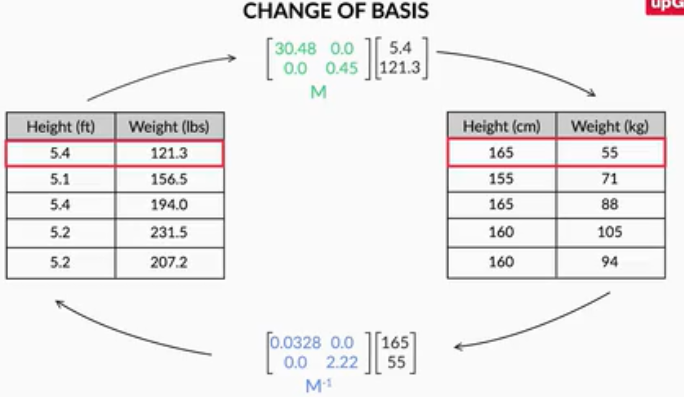 CHANGE OF BASIS
upG
30.48 0.0 5.4
0.0 0.45 121.3
M
Height (ft) Weight (lbs)
5.4 121.3
5.1 156.5
5.4 194.0
5.2 231.5
5.2 207.2
Height (cm) Weight (kg)
165 55
155 71
165 88
160 105
160 94
0.0328 0.0 165
0.0 2.22 55
M-1